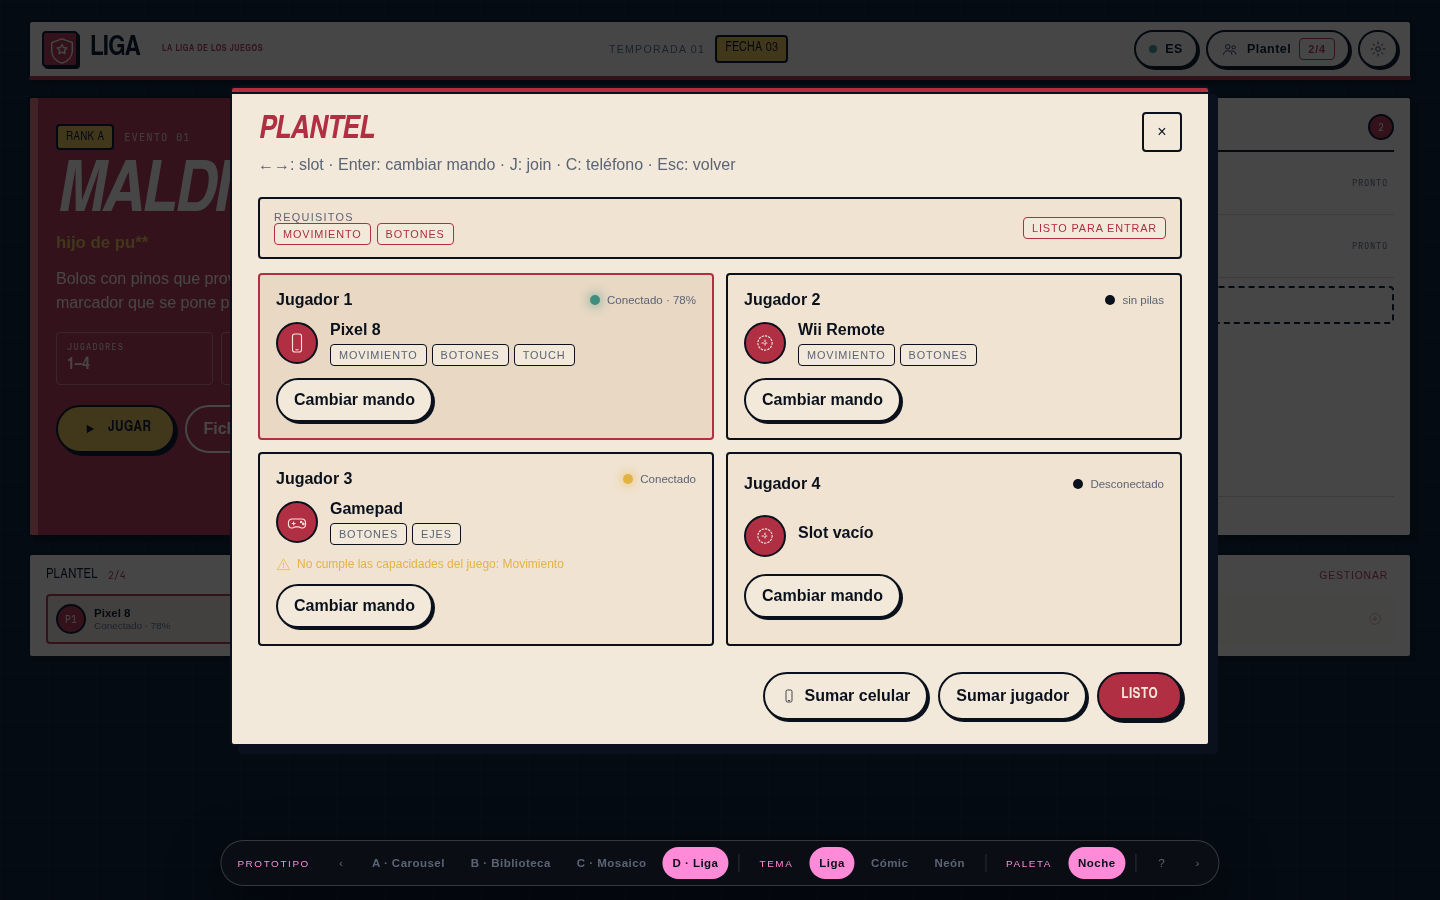 LIGA
LA LIGA DE LOS JUEGOS
TEMPORADA 01
FECHA 03
ES
Plantel 2/4
RANK A
EVENTO 01
MALDI
hijo de pu**
Bolos con pinos que prov
marcador que se pone p
JUGADORES
1–4
JUGAR
Fich
2
PRONTO
PRONTO
PLANTEL
×
←→: slot · Enter: cambiar mando · J: join · C: teléfono · Esc: volver
REQUISITOS
MOVIMIENTO
BOTONES
LISTO PARA ENTRAR
Jugador 1
Conectado · 78%
Pixel 8
MOVIMIENTO
BOTONES
TOUCH
Cambiar mando
Jugador 2
sin pilas
Wii Remote
MOVIMIENTO
BOTONES
Cambiar mando
Jugador 3
Conectado
Gamepad
BOTONES
EJES
No cumple las capacidades del juego: Movimiento
Cambiar mando
Jugador 4
Desconectado
Slot vacío
Cambiar mando
Sumar celular
Sumar jugador
LISTO
PLANTEL 2/4
GESTIONAR
P1
Pixel 8
Conectado · 78%
PROTOTIPO ‹ A · Carousel B · Biblioteca C · Mosaico D · Liga TEMA Liga Cómic Neón PALETA Noche ? ›